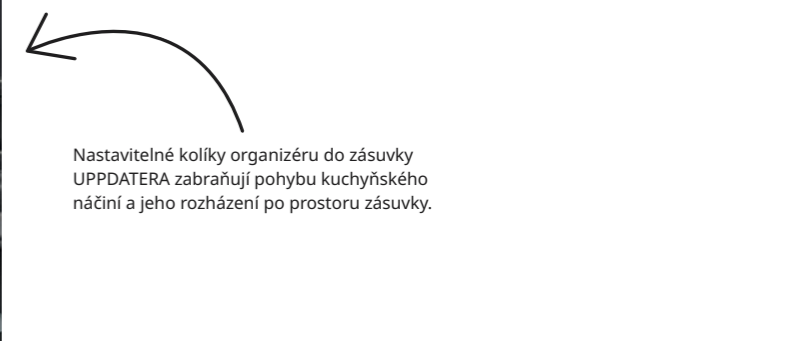 Nastavitelné kolíky organizéru do zásuvky
UPPDATERA zabraňují pohybu kuchyňského
náčiní a jeho rozházení po prostoru zásuvky.